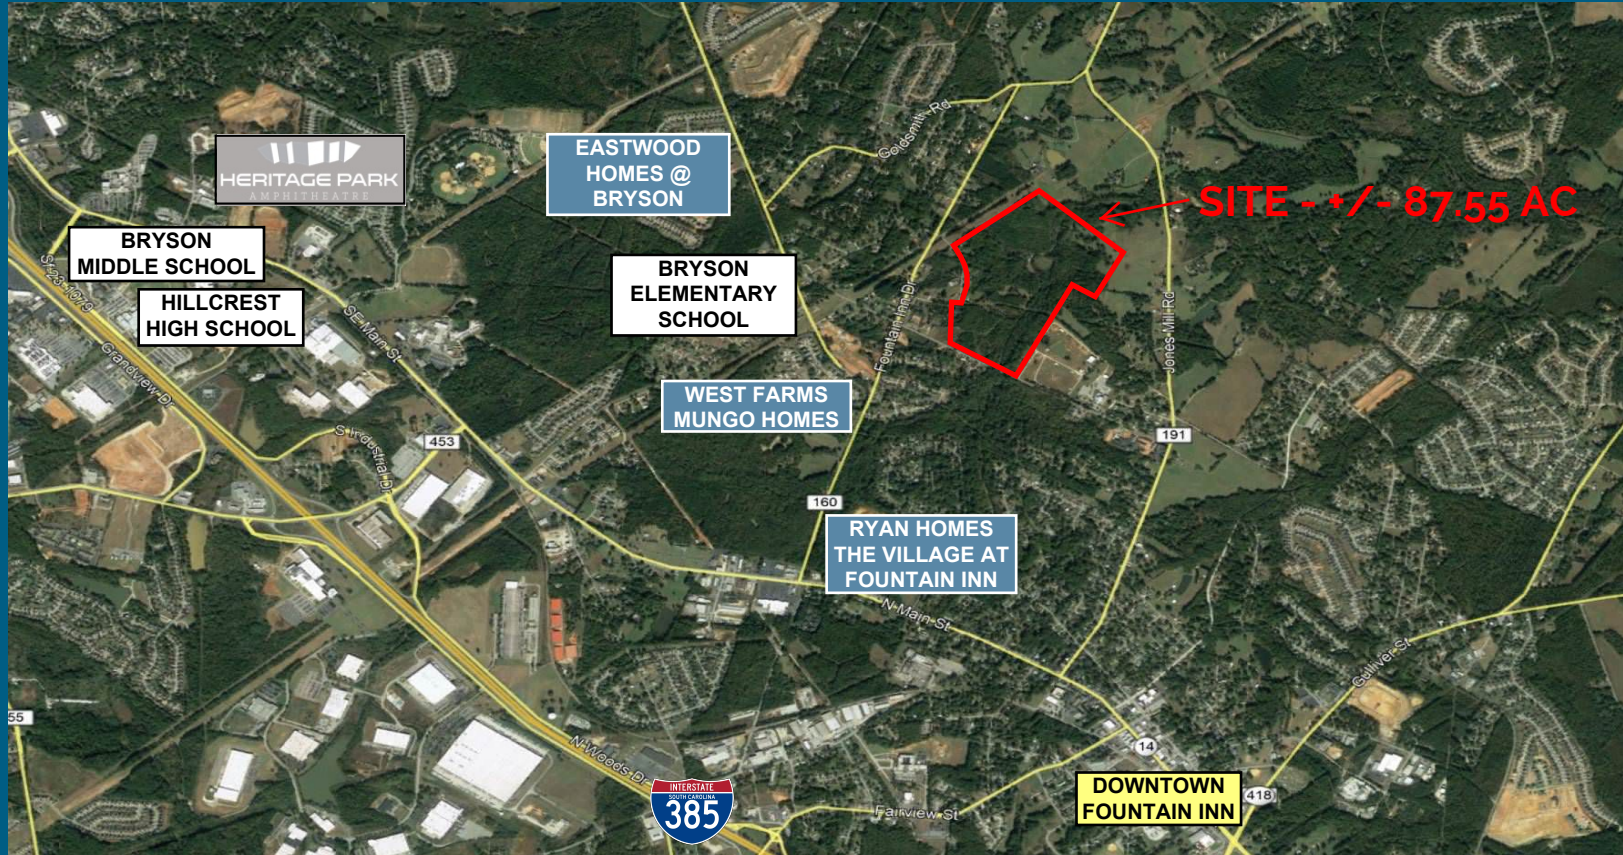 Goldsmith Rd
HERITAGE PARK
AMPHITHEATRE
EASTWOOD
HOMES @
BRYSON
SITE - +/- 87.55 AC
BRYSON
MIDDLE SCHOOL
Sr 23-1079
HILLCREST
HIGH SCHOOL
BRYSON
ELEMENTARY
SCHOOL
SE Main St
Fountain Inn Dr
Jones Mill Rd
Grandview Dr
WEST FARMS
MUNGO HOMES
S Industrial Dr
453
191
160
RYAN HOMES
THE VILLAGE AT
FOUNTAIN INN
N Main St
Gulliver St
55
N Woods Dr
14
INTERSTATE
SOUTH CAROLINA
385
Fairview St
DOWNTOWN
FOUNTAIN INN
418